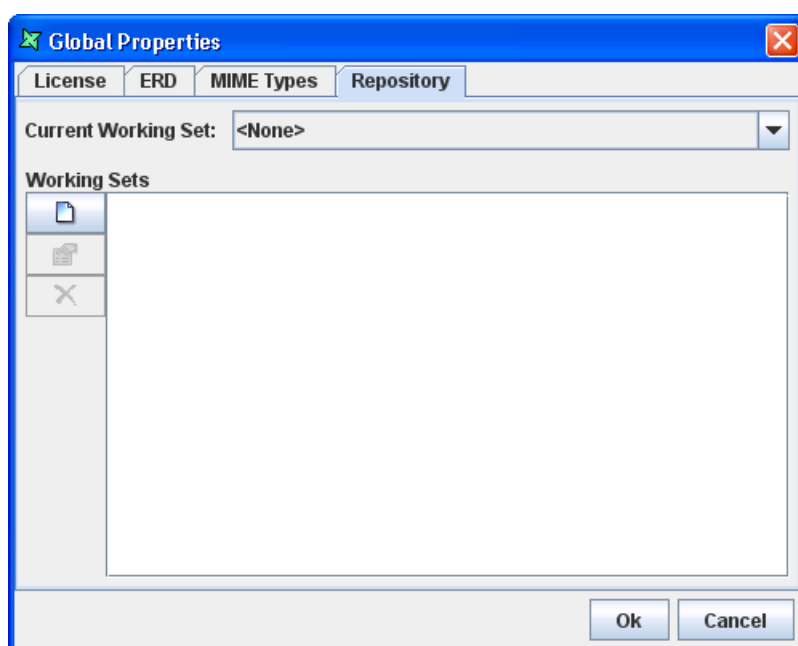 Global Properties
License ERD MIME Types Repository
Current Working Set: <None>
Working Sets
Ok Cancel